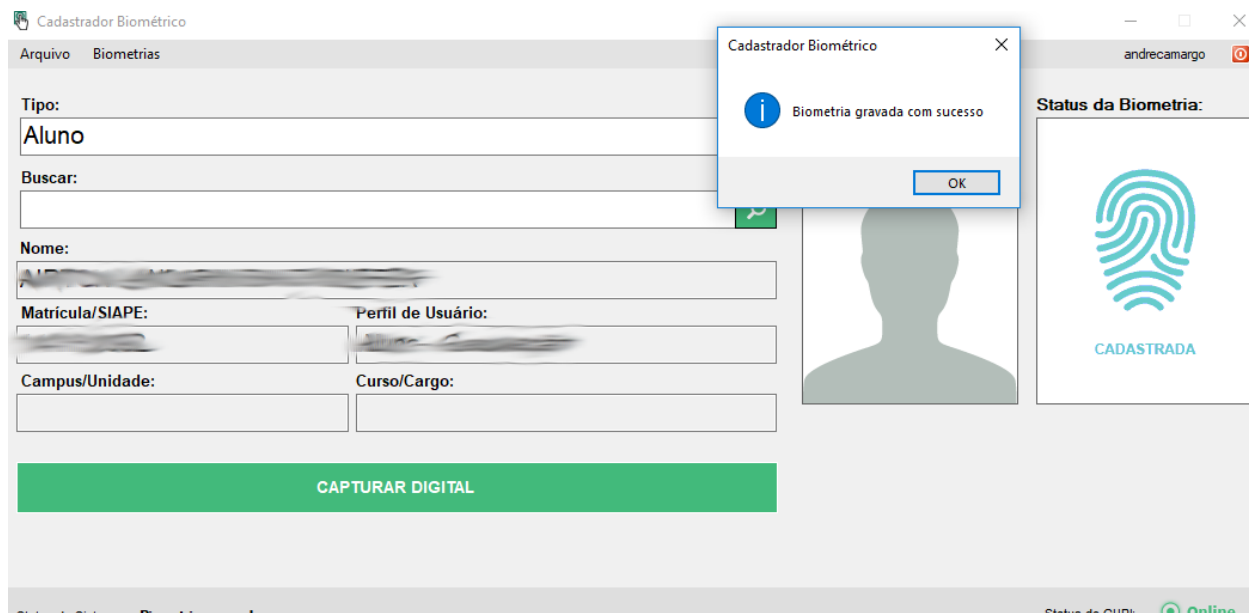 Cadastrador Biométrico
Arquivo Biometrias
andrecamargo
Cadastrador Biométrico
Biometria gravada com sucesso
OK
Tipo:
Aluno
Status da Biometria:
Buscar:
Nome:
Matrícula/SIAPE:
Perfil de Usuário:
CADASTRADA
Campus/Unidade:
Curso/Cargo:
CAPTURAR DIGITAL
Online